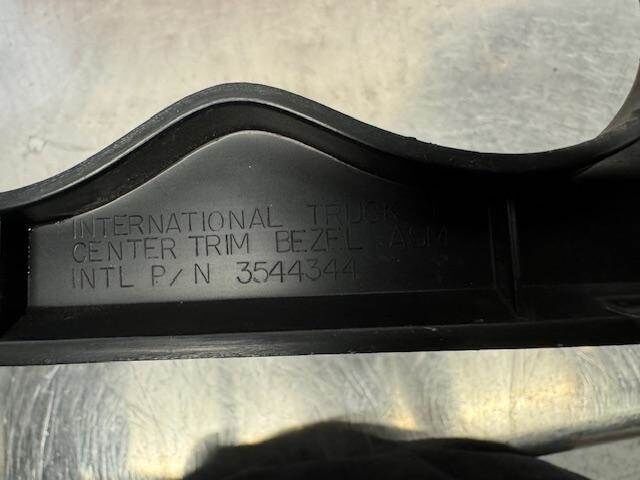 INTERNATIONAL TRUCK
CENTER TRIM BEZEL ASM
INTL P/N 3544344